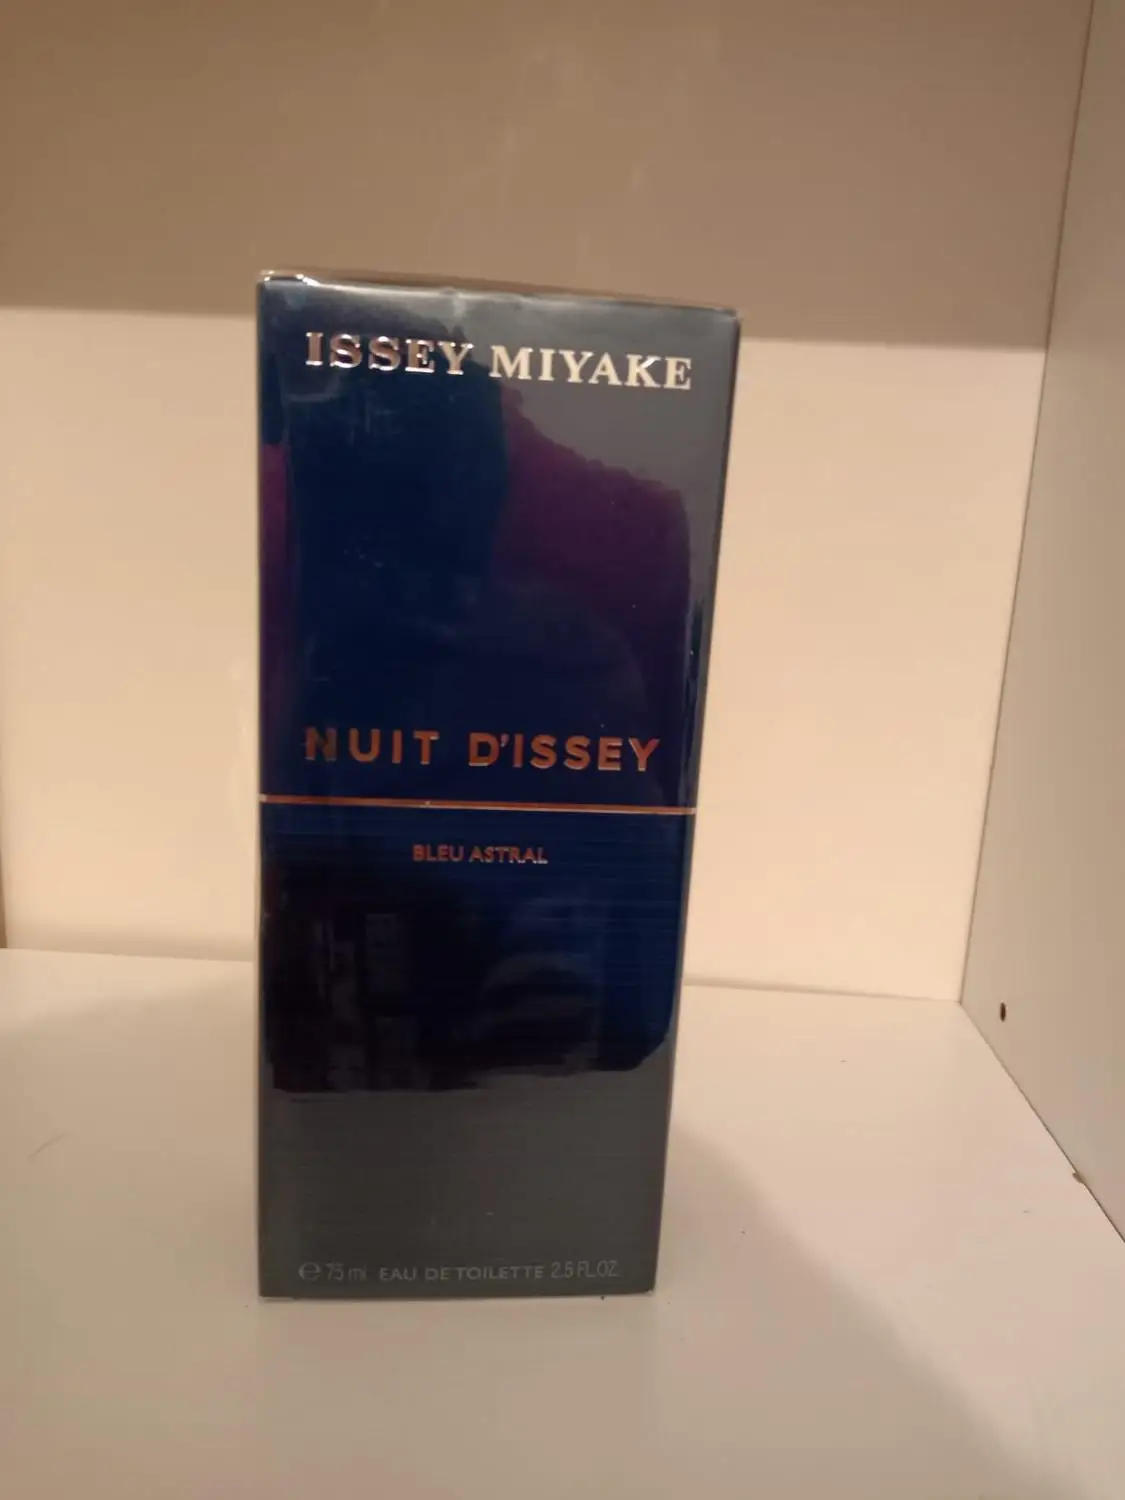 ISSEY MIYAKE
NUIT D'ISSEY
BLEU ASTRAL
℮ 75 ml EAU DE TOILETTE 2.5 FL.OZ.